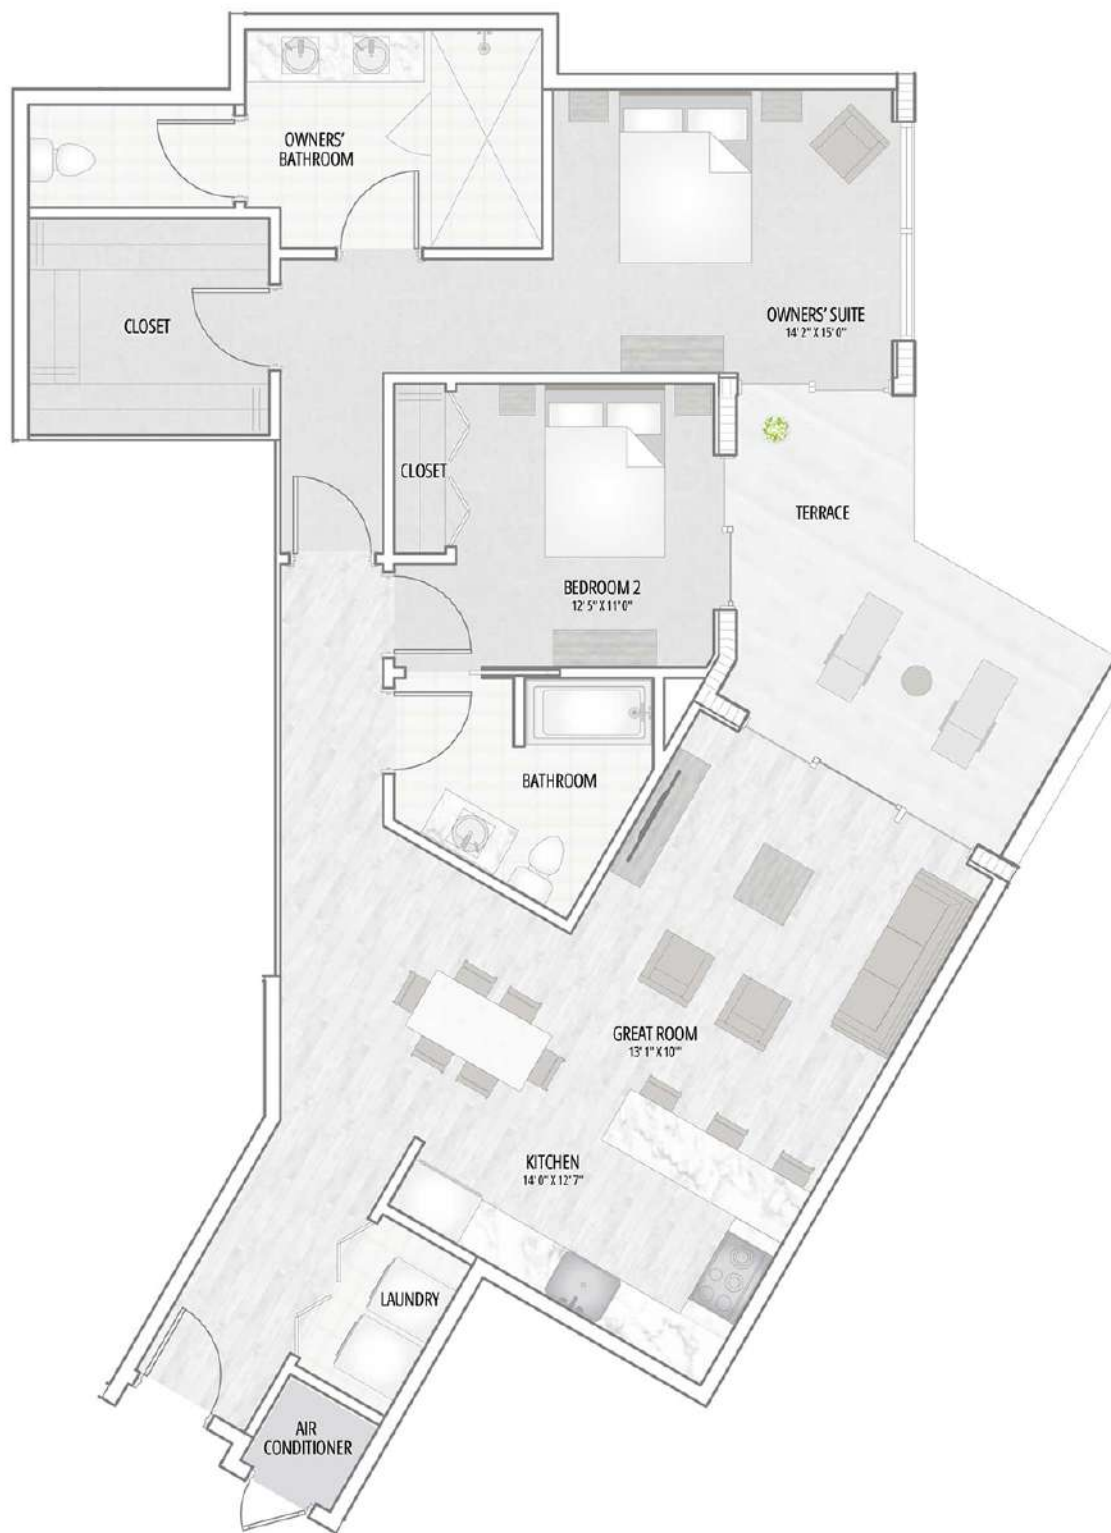 OWNERS'
BATHROOM
OWNERS' SUITE
14' 2" X 15' 0"
CLOSET
CLOSET
TERRACE
BEDROOM 2
12' 5" X 11' 0"
BATHROOM
GREAT ROOM
13' 1" X 10'"
KITCHEN
14' 0" X 12' 7"
LAUNDRY
AIR
CONDITIONER